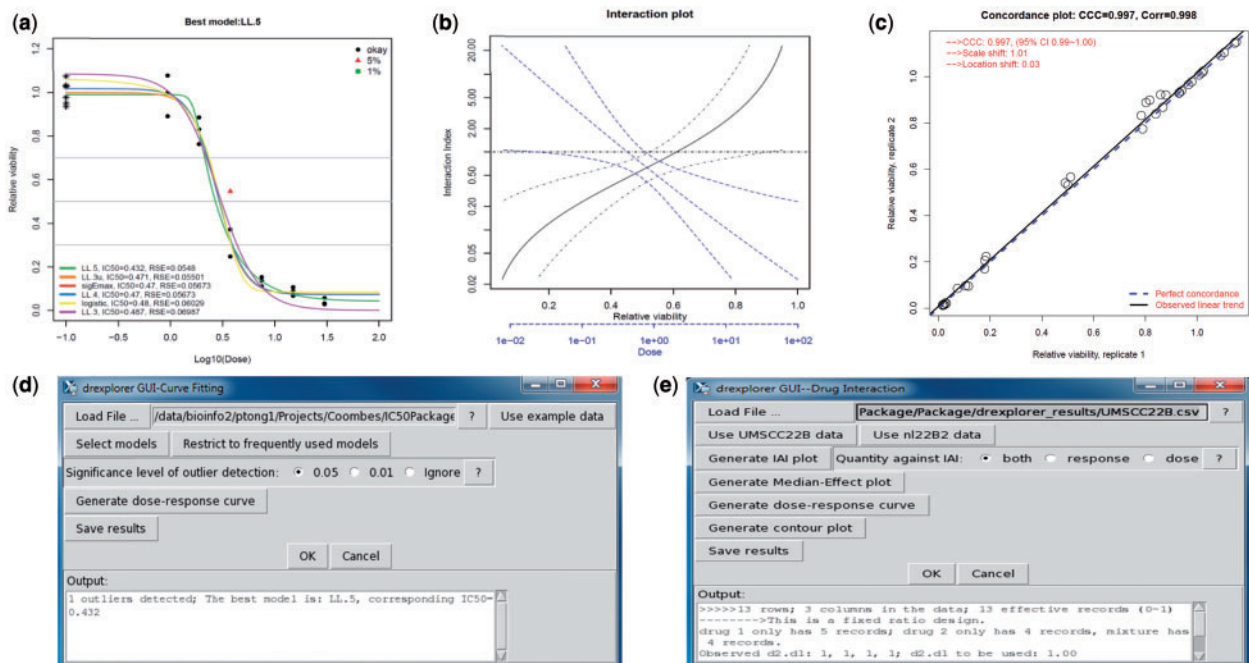 (a)
Best model:LL.5
okay
5%
1%
Relative viability
1.2
1.0
0.8
0.6
0.4
0.2
0.0
LL.5, IC50=0.432, RSE=0.0548
LL.3u, IC50=0.471, RSE=0.05501
sigEmax, IC50=0.47, RSE=0.05673
LL.4, IC50=0.47, RSE=0.05673
logistic, IC50=0.48, RSE=0.06029
LL.3, IC50=0.487, RSE=0.06987
-1.0 -0.5 0.0 0.5 1.0 1.5 2.0
Log10(Dose)
(b)
Interaction plot
Interaction Index
20.00
5.00
2.00
1.00
0.50
0.20
0.05
0.02
0.2 0.4 0.6 0.8 1.0
Relative viability
1e-02 1e-01 1e+00 1e+01 1e+02
Dose
(c)
Concordance plot: CCC=0.997, Corr=0.998
-->CCC: 0.997, (95% CI 0.99~1.00)
-->Scale shift: 1.01
-->Location shift: 0.03
Relative viability, replicate 2
1.0
0.8
0.6
0.4
0.2
0.0
Perfect concordance
Observed linear trend
0.0 0.2 0.4 0.6 0.8 1.0
Relative viability, replicate 1
(d)
drexplorer GUI-Curve Fitting
Load File ... /data/bioinfo2/ptong1/Projects/Coombes/IC50Package ? Use example data
Select models Restrict to frequently used models
Significance level of outlier detection: 0.05 0.01 Ignore ?
Generate dose-response curve
Save results
OK Cancel
Output:
1 outliers detected; The best model is: LL.5, corresponding IC50=
0.432
(e)
drexplorer GUI--Drug Interaction
Load File ... Package/Package/drexplorer_results/UMSCC22B.csv ?
Use UMSCC22B data Use nl22B2 data
Generate IAI plot Quantity against IAI: both response dose ?
Generate Median-Effect plot
Generate dose-response curve
Generate contour plot
Save results
OK Cancel
Output:
>>>>>13 rows; 3 columns in the data; 13 effective records (0~1)
-------->This is a fixed ratio design.
drug 1 only has 5 records; drug 2 only has 4 records, mixture has
4 records.
Observed d2.d1: 1, 1, 1, 1; d2.d1 to be used: 1.00